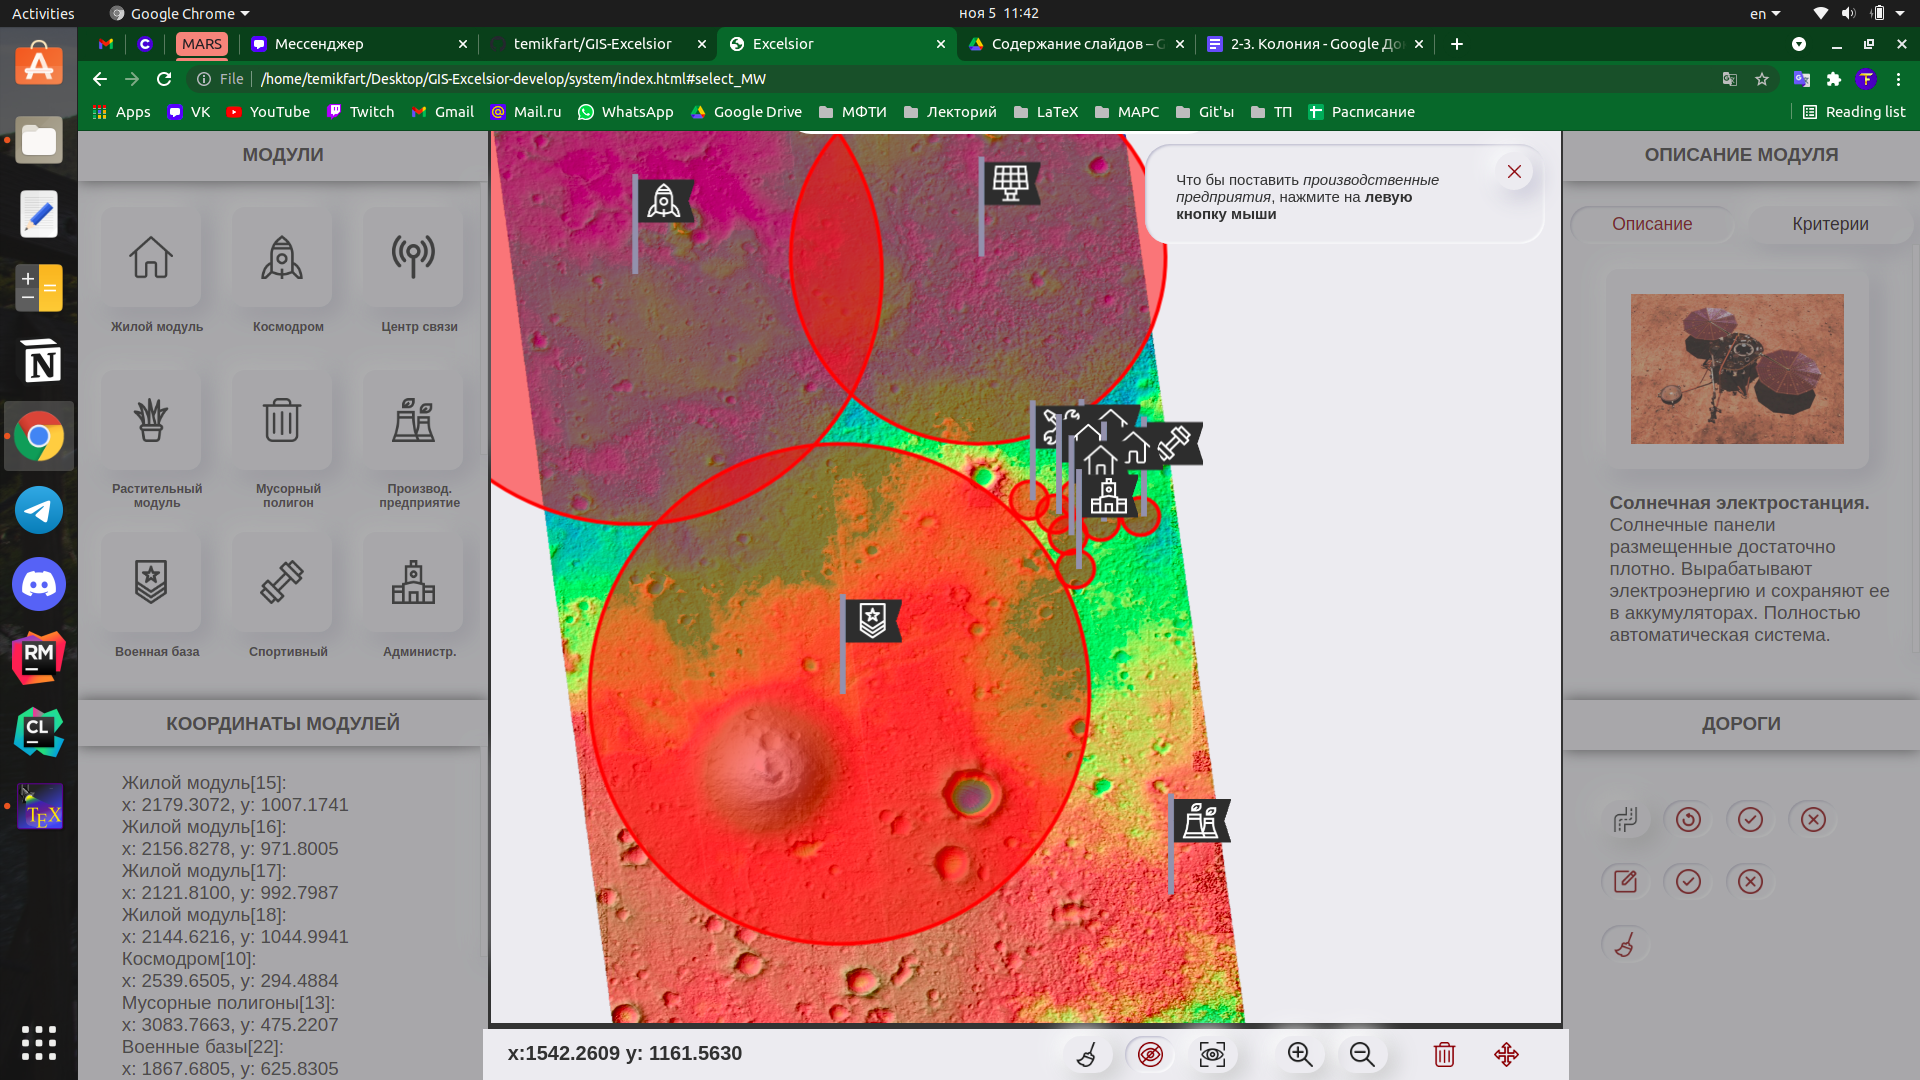 Activities
Google Chrome
ноя 5 11:42
en
MARS
Мессенджер
temikfart/GIS-Excelsior
Excelsior
Содержание слайдов – G
2-3. Колония - Google До
File
/home/temikfart/Desktop/GIS-Excelsior-develop/system/index.html#select_MW
Apps
VK
YouTube
Twitch
Gmail
Mail.ru
WhatsApp
Google Drive
МФТИ
Лекторий
LaTeX
МАРС
Git'ы
ТП
Расписание
Reading list
МОДУЛИ
Жилой модуль
Космодром
Центр связи
Растительный
модуль
Мусорный
полигон
Производ.
предприятие
Военная база
Спортивный
Администр.
КООРДИНАТЫ МОДУЛЕЙ
Жилой модуль[15]:
x: 2179.3072, y: 1007.1741
Жилой модуль[16]:
x: 2156.8278, y: 971.8005
Жилой модуль[17]:
x: 2121.8100, y: 992.7987
Жилой модуль[18]:
x: 2144.6216, y: 1044.9941
Космодром[10]:
x: 2539.6505, y: 294.4884
Мусорные полигоны[13]:
x: 3083.7663, y: 475.2207
Военные базы[22]:
x: 1867.6805, y: 625.8305
Что бы поставить производственные
предприятия, нажмите на левую
кнопку мыши
x:1542.2609 y: 1161.5630
ОПИСАНИЕ МОДУЛЯ
Описание
Критерии
Солнечная электростанция.
Солнечные панели
размещенные достаточно
плотно. Вырабатывают
электроэнергию и сохраняют ее
в аккумуляторах. Полностью
автоматическая система.
ДОРОГИ
RM
CL
TEX